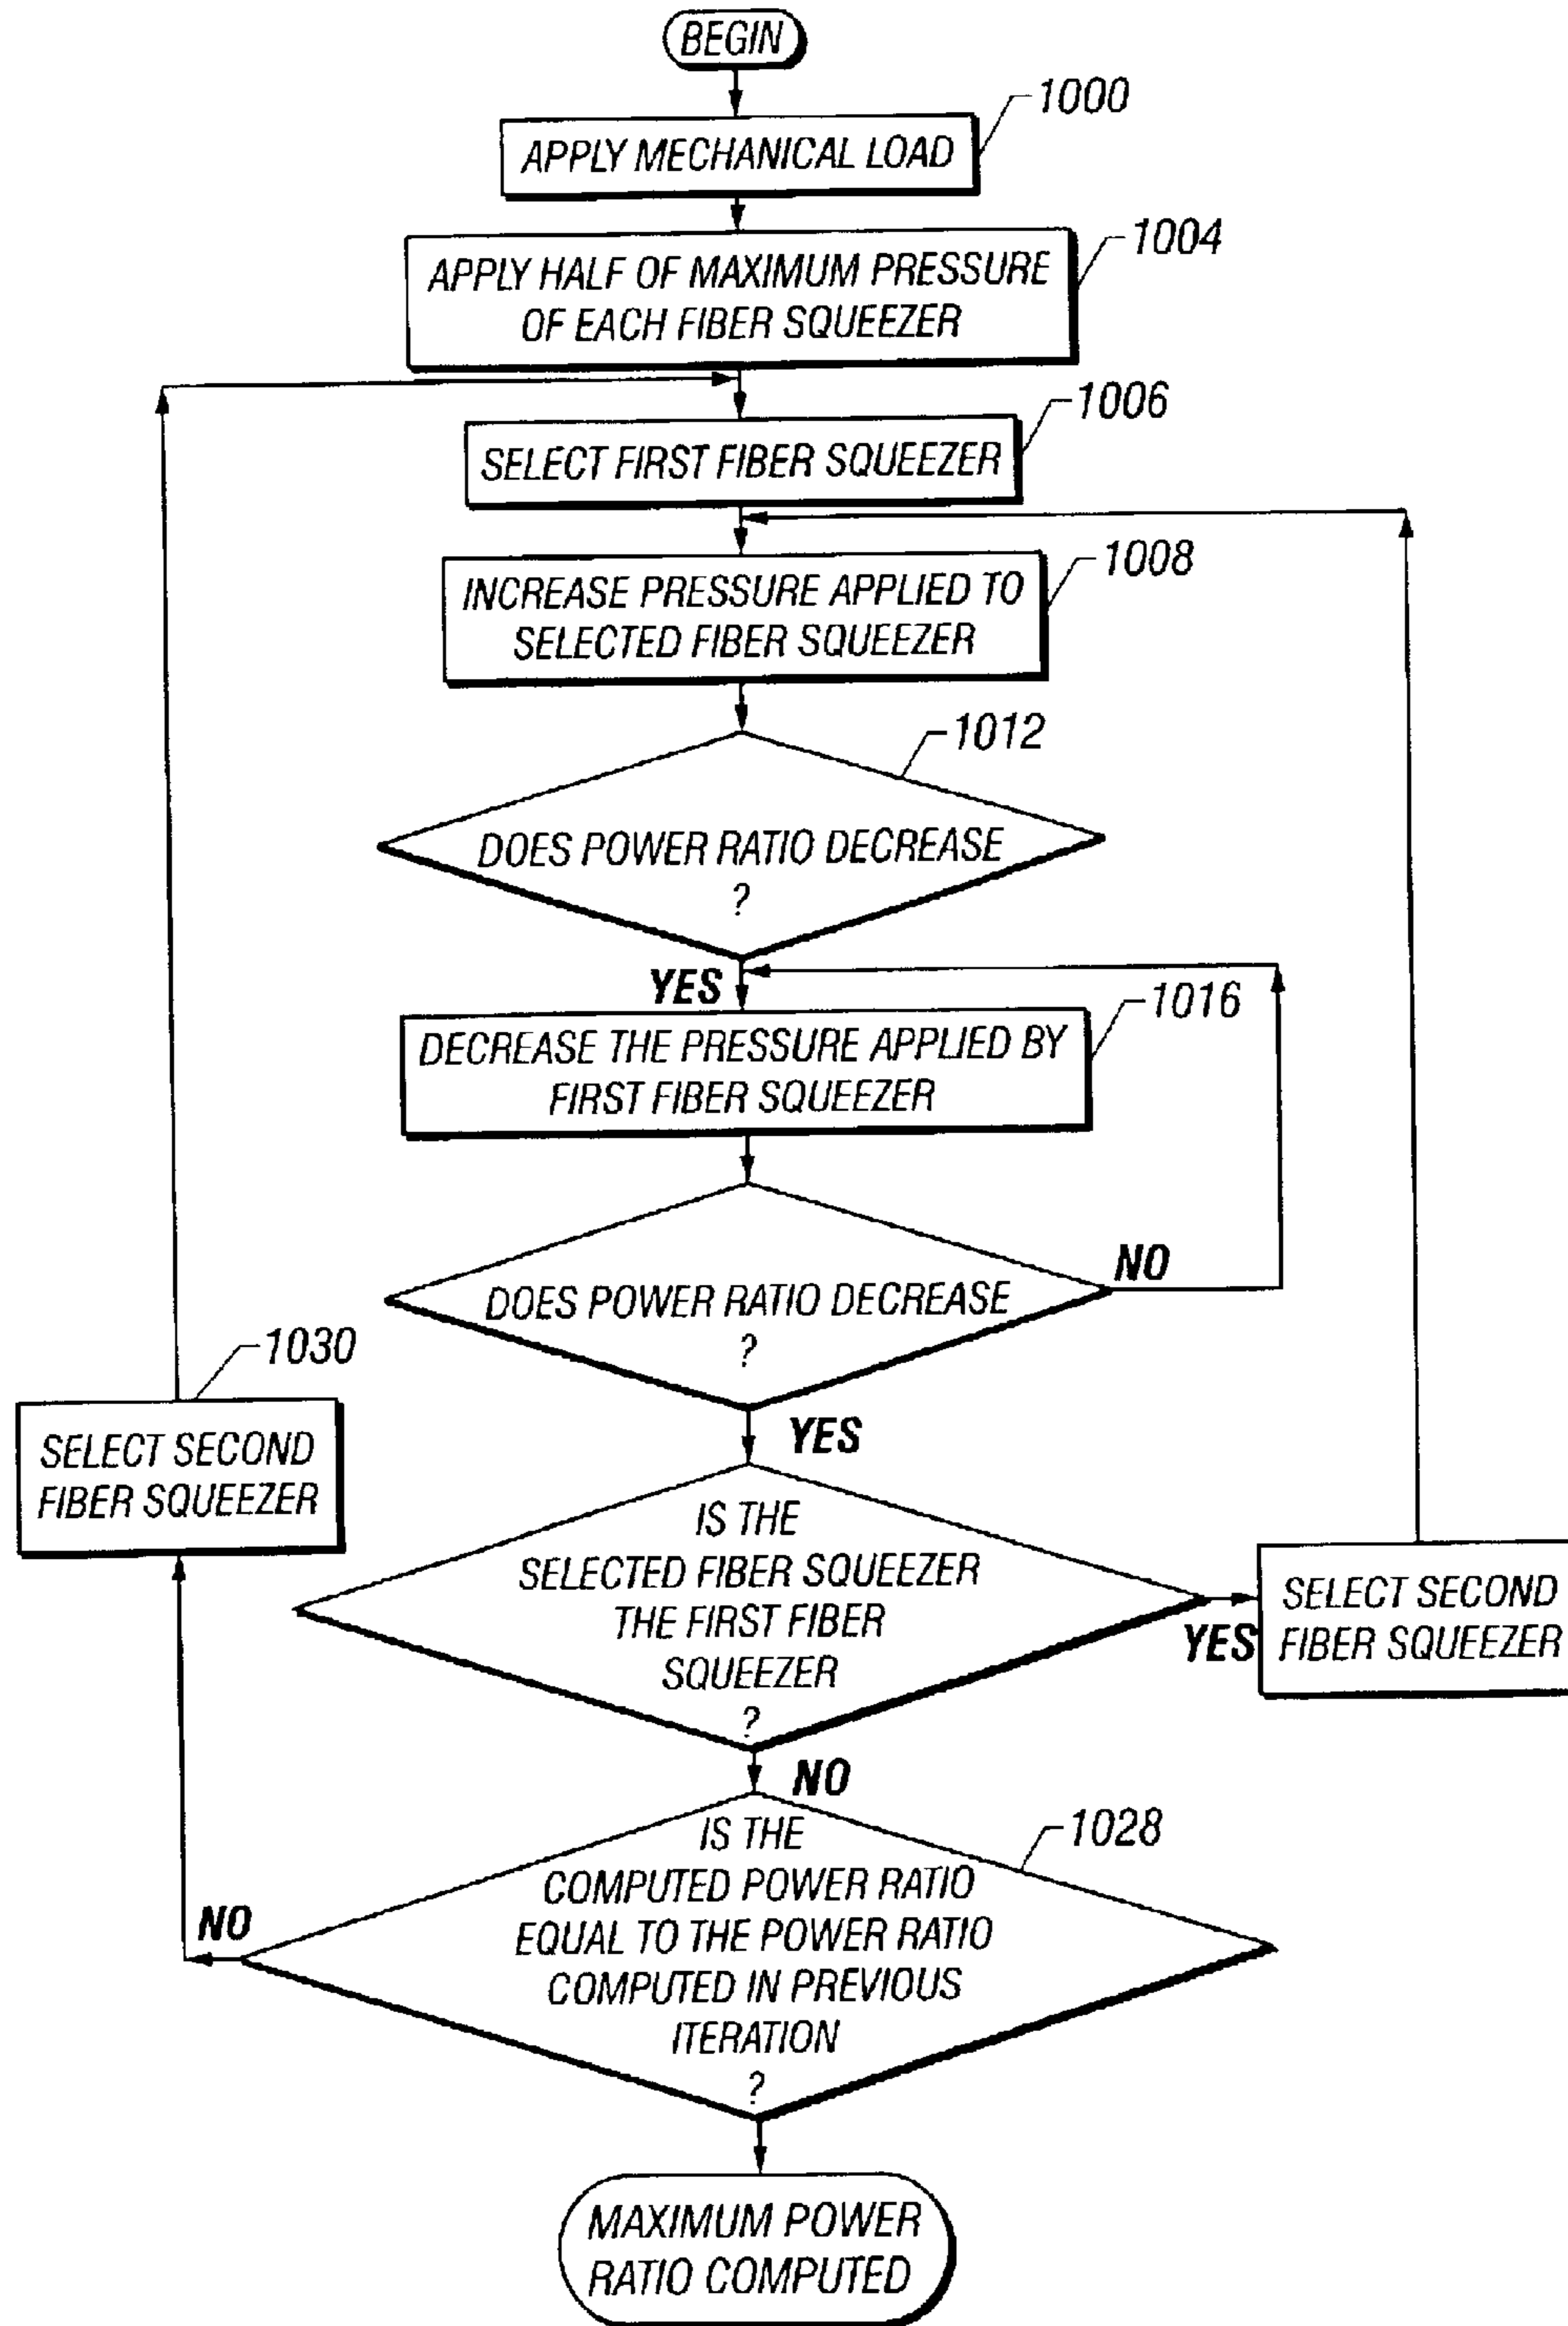 BEGIN
1000
APPLY MECHANICAL LOAD
1004
APPLY HALF OF MAXIMUM PRESSURE
OF EACH FIBER SQUEEZER
1006
SELECT FIRST FIBER SQUEEZER
1008
INCREASE PRESSURE APPLIED TO
SELECTED FIBER SQUEEZER
1012
DOES POWER RATIO DECREASE
?
YES
1016
DECREASE THE PRESSURE APPLIED BY
FIRST FIBER SQUEEZER
NO
DOES POWER RATIO DECREASE
?
YES
1030
SELECT SECOND
FIBER SQUEEZER
IS THE
SELECTED FIBER SQUEEZER
THE FIRST FIBER
SQUEEZER
?
YES
SELECT SECOND
FIBER SQUEEZER
NO
1028
IS THE
COMPUTED POWER RATIO
EQUAL TO THE POWER RATIO
COMPUTED IN PREVIOUS
ITERATION
?
NO
MAXIMUM POWER
RATIO COMPUTED